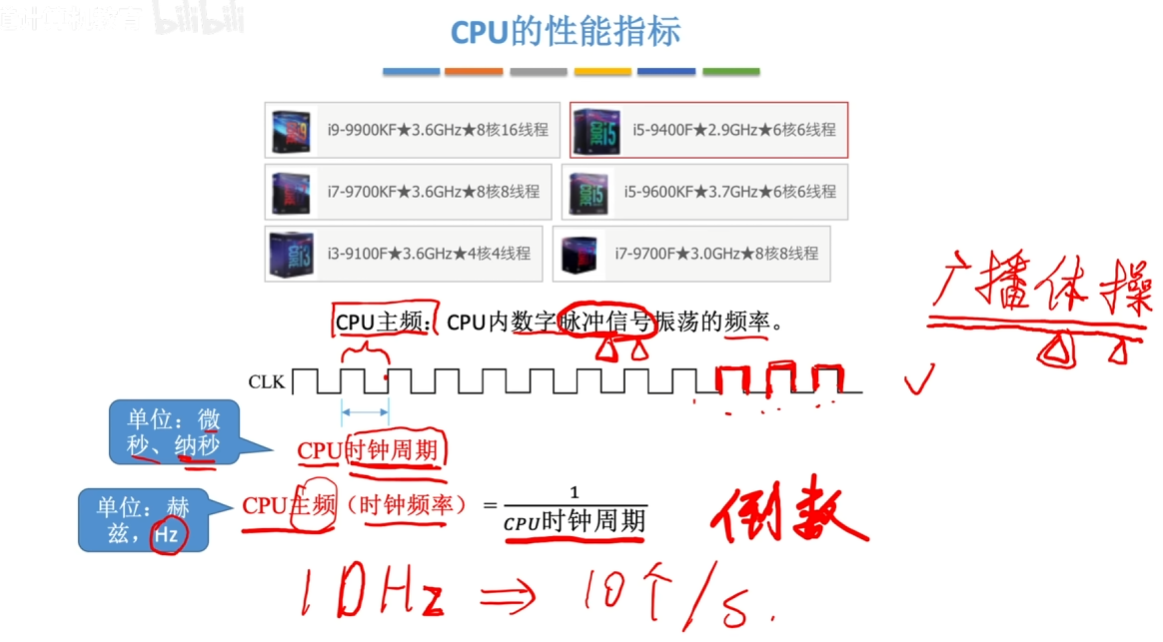 bilibili
CPU的性能指标
i9-9900KF★3.6GHz★8核16线程
i5-9400F★2.9GHz★6核6线程
i7-9700KF★3.6GHz★8核8线程
i5-9600KF★3.7GHz★6核6线程
i3-9100F★3.6GHz★4核4线程
i7-9700F★3.0GHz★8核8线程
广播体操
CPU主频：CPU内数字脉冲信号振荡的频率。
CLK
单位：微
秒、纳秒
CPU时钟周期
单位：赫
兹，Hz
CPU主频（时钟频率）=
1
CPU时钟周期
倒数
10Hz ⇒ 10个/s.